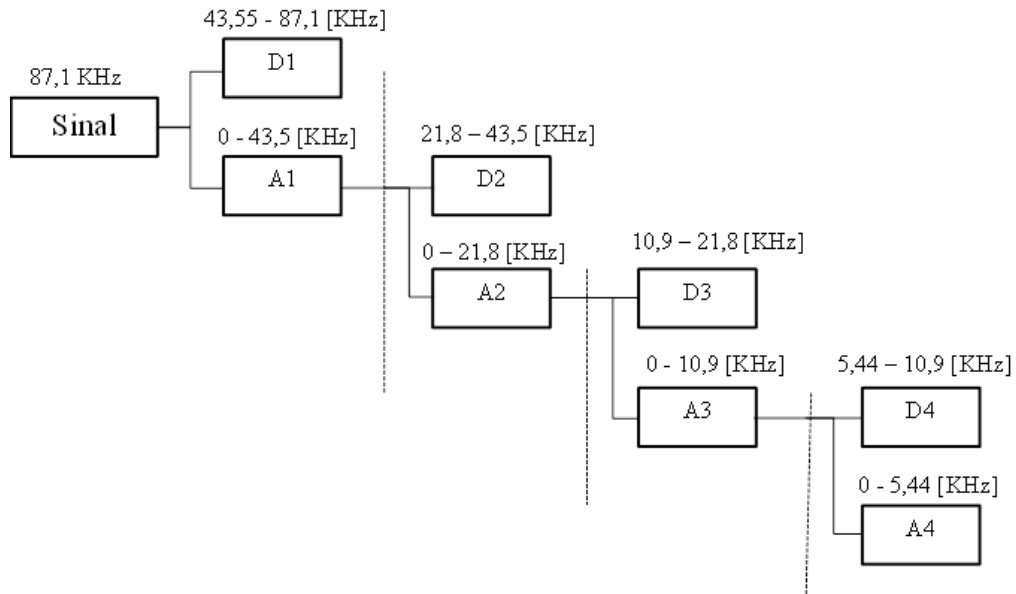 43,55 - 87,1 [KHz]
D1
87,1 KHz
Sinal
0 - 43,5 [KHz]
A1
21,8 – 43,5 [KHz]
D2
0 – 21,8 [KHz]
A2
10,9 – 21,8 [KHz]
D3
0 - 10,9 [KHz]
A3
5,44 – 10,9 [KHz]
D4
0 - 5,44 [KHz]
A4